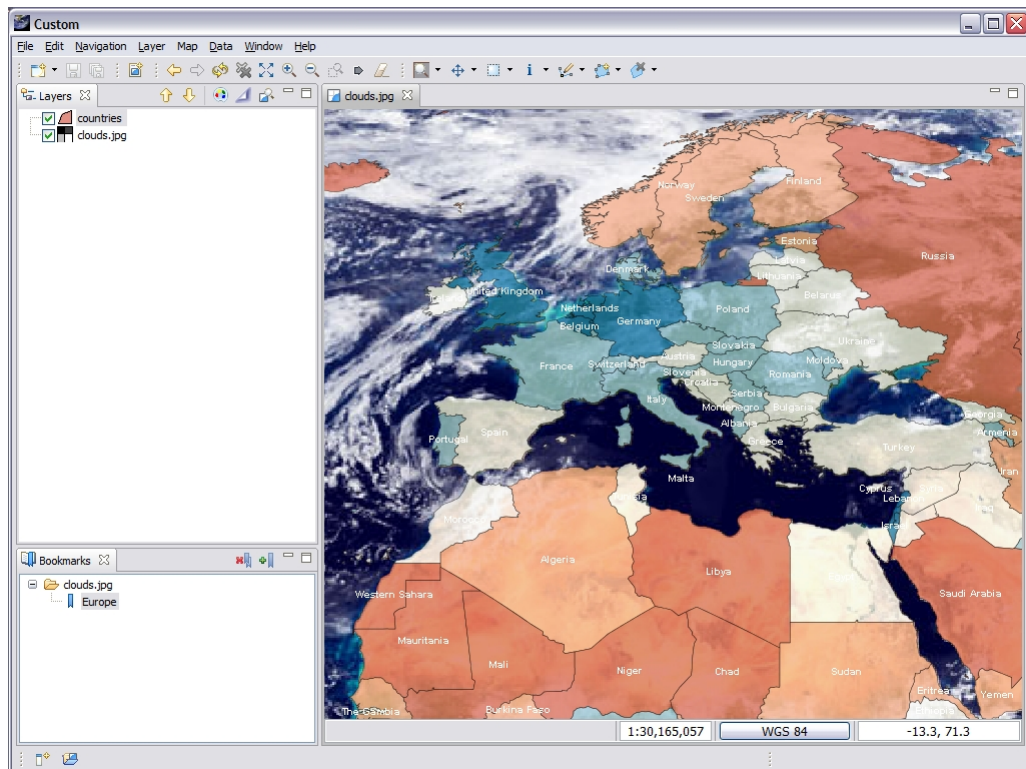 Custom
File Edit Navigation Layer Map Data Window Help
Layers
clouds.jpg
countries
clouds.jpg
Norway
Finland
Sweden
Estonia
Russia
Denmark
Latvia
Lithuania
United Kingdom
Belarus
Netherlands
Poland
Germany
Belgium
Ukraine
Slovakia
Austria
Moldova
France
Switzerland
Hungary
Slovenia
Romania
Croatia
Serbia
Italy
Montenegro
Bulgaria
Georgia
Albania
Portugal
Spain
Armenia
Greece
Turkey
Iran
Malta
Cyprus
Israel
Bookmarks
clouds.jpg
Europe
Algeria
Libya
Western Sahara
Saudi Arabia
Mauritania
Mali
Niger
Chad
Sudan
Eritrea
Yemen
The Gambia
Burkina Faso
1:30,165,057
WGS 84
-13.3, 71.3